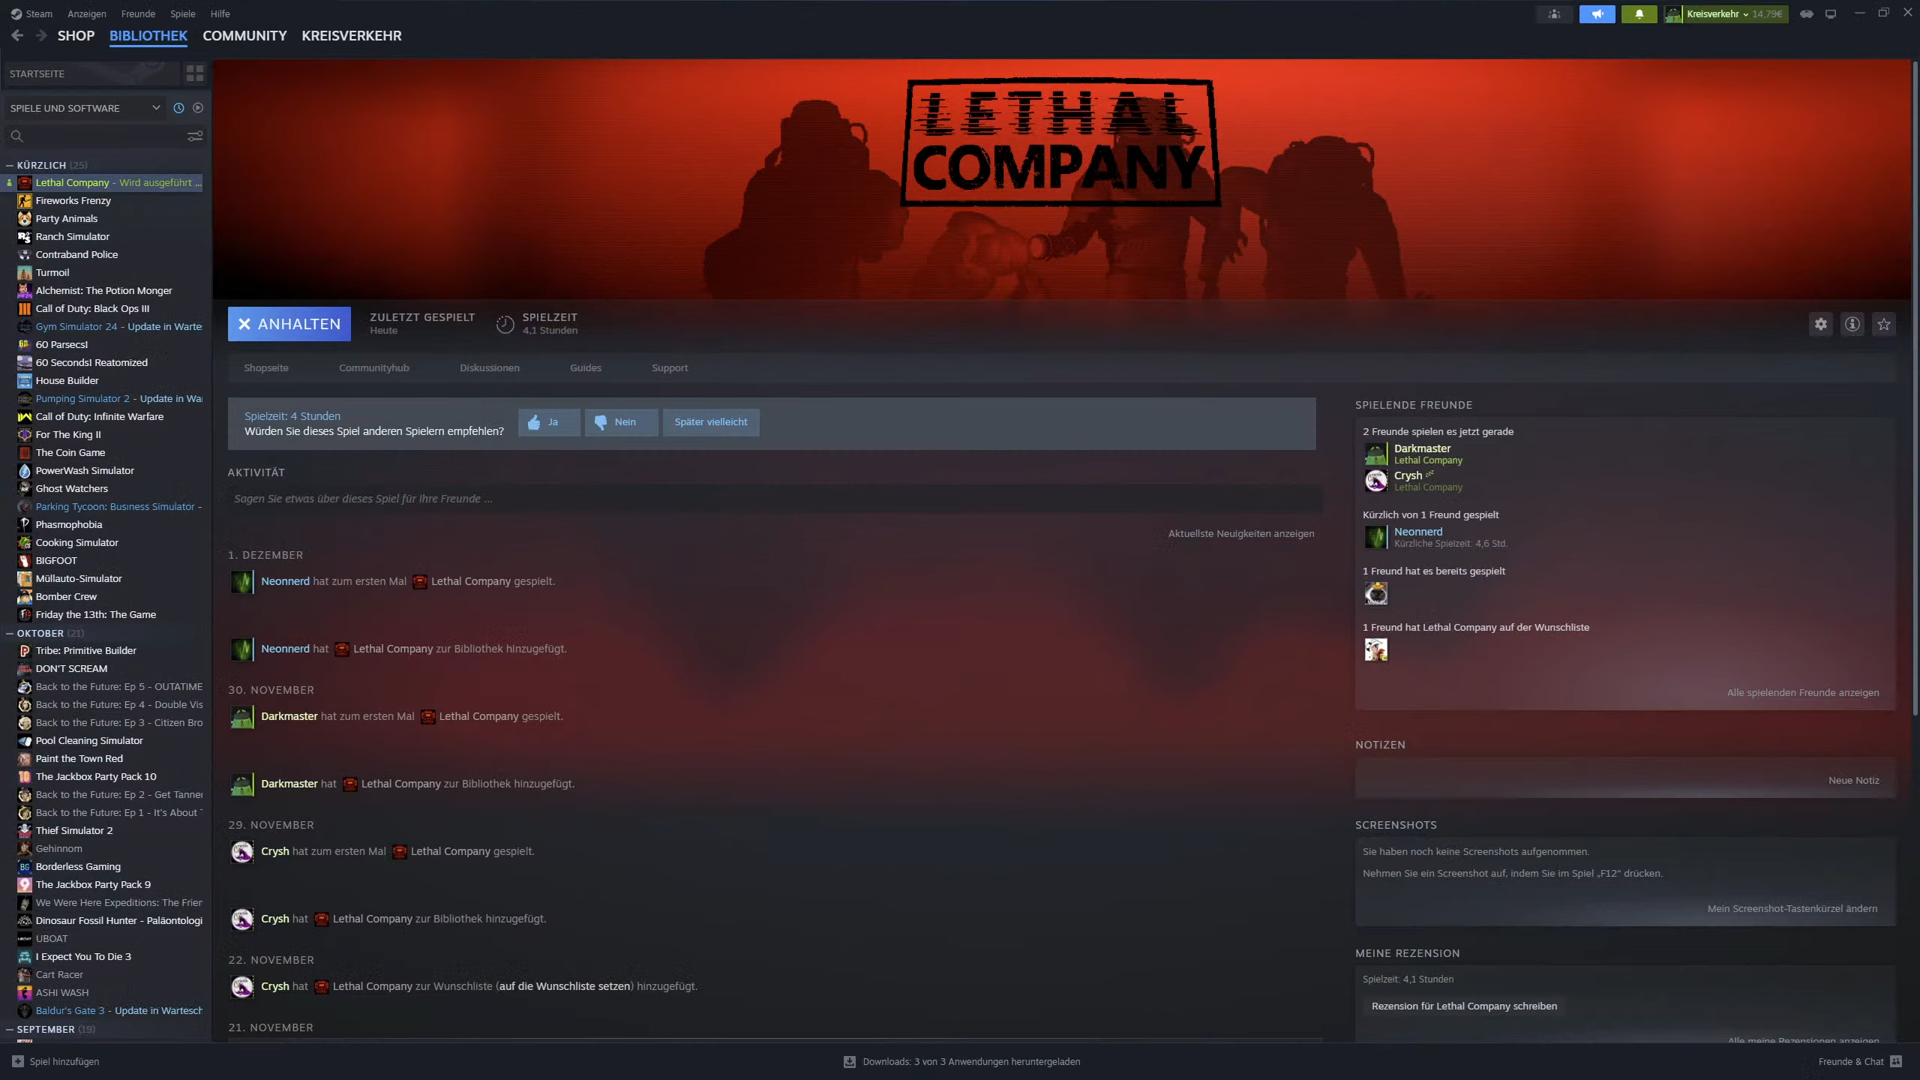 Steam Anzeigen Freunde Spiele Hilfe
Kreisverkehr 14,79€
SHOP BIBLIOTHEK COMMUNITY KREISVERKEHR
STARTSEITE
SPIELE UND SOFTWARE
KÜRZLICH (25)
Lethal Company - Wird ausgeführt ...
Fireworks Frenzy
Party Animals
Ranch Simulator
Contraband Police
Turmoil
Alchemist: The Potion Monger
Call of Duty: Black Ops III
Gym Simulator 24 - Update in Wartes
60 Parsecs!
60 Seconds! Reatomized
House Builder
Pumping Simulator 2 - Update in Wa
Call of Duty: Infinite Warfare
For The King II
The Coin Game
PowerWash Simulator
Ghost Watchers
Parking Tycoon: Business Simulator -
Phasmophobia
Cooking Simulator
BIGFOOT
Müllauto-Simulator
Bomber Crew
Friday the 13th: The Game
OKTOBER (21)
Tribe: Primitive Builder
DON'T SCREAM
Back to the Future: Ep 5 - OUTATIME
Back to the Future: Ep 4 - Double Vis
Back to the Future: Ep 3 - Citizen Bro
Pool Cleaning Simulator
Paint the Town Red
The Jackbox Party Pack 10
Back to the Future: Ep 2 - Get Tanner
Back to the Future: Ep 1 - It's About
Thief Simulator 2
Gehinnom
Borderless Gaming
The Jackbox Party Pack 9
We Were Here Expeditions: The Frier
Dinosaur Fossil Hunter - Paläontologi
UBOAT
I Expect You To Die 3
Cart Racer
ASHI WASH
Baldur's Gate 3 - Update in Wartesch
SEPTEMBER (19)
LETHAL
COMPANY
ANHALTEN
ZULETZT GESPIELT
Heute
SPIELZEIT
4,1 Stunden
Shopseite Communityhub Diskussionen Guides Support
Spielzeit: 4 Stunden
Würden Sie dieses Spiel anderen Spielern empfehlen? Ja Nein Später vielleicht
AKTIVITÄT
Sagen Sie etwas über dieses Spiel für Ihre Freunde ...
Aktuellste Neuigkeiten anzeigen
1. DEZEMBER
Neonnerd hat zum ersten Mal Lethal Company gespielt.
Neonnerd hat Lethal Company zur Bibliothek hinzugefügt.
30. NOVEMBER
Darkmaster hat zum ersten Mal Lethal Company gespielt.
Darkmaster hat Lethal Company zur Bibliothek hinzugefügt.
29. NOVEMBER
Crysh hat zum ersten Mal Lethal Company gespielt.
Crysh hat Lethal Company zur Bibliothek hinzugefügt.
22. NOVEMBER
Crysh hat Lethal Company zur Wunschliste (auf die Wunschliste setzen) hinzugefügt.
21. NOVEMBER
SPIELENDE FREUNDE
2 Freunde spielen es jetzt gerade
Darkmaster
Lethal Company
Crysh
Lethal Company
Kürzlich von 1 Freund gespielt
Neonnerd
Kürzliche Spielzeit: 4,6 Std.
1 Freund hat es bereits gespielt
1 Freund hat Lethal Company auf der Wunschliste
Alle spielenden Freunde anzeigen
NOTIZEN
Neue Notiz
SCREENSHOTS
Sie haben noch keine Screenshots aufgenommen.
Nehmen Sie ein Screenshot auf, indem Sie im Spiel „F12“ drücken.
Mein Screenshot-Tastenkürzel ändern
MEINE REZENSION
Spielzeit: 4,1 Stunden
Rezension für Lethal Company schreiben
Alle meine Rezensionen anzeigen
Spiel hinzufügen
Downloads: 3 von 3 Anwendungen heruntergeladen
Freunde & Chat